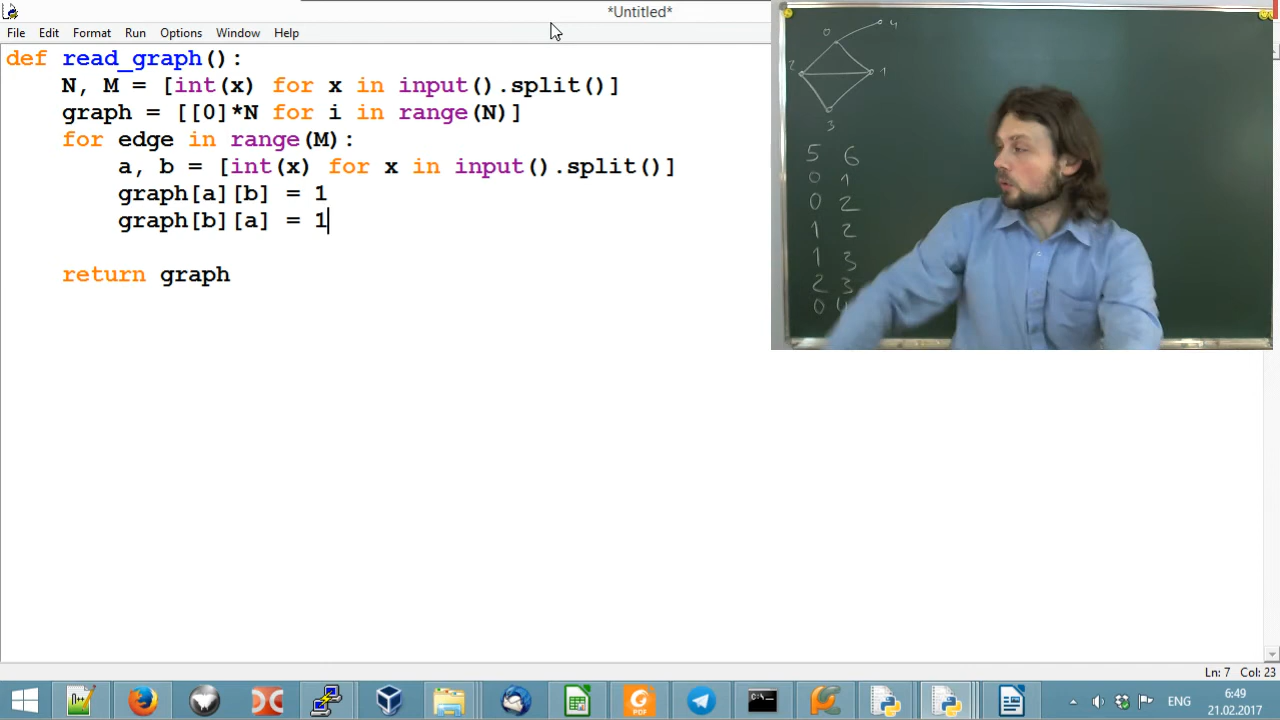 *Untitled*
File Edit Format Run Options Window Help
def read_graph():
    N, M = [int(x) for x in input().split()]
    graph = [[0]*N for i in range(N)]
    for edge in range(M):
        a, b = [int(x) for x in input().split()]
        graph[a][b] = 1
        graph[b][a] = 1
    return graph
0 4
2 1
3
5 6
0 1
0 2
1 2
1 3
2 3
0 4
Ln: 7 Col: 23
PDF
C:\
ENG
6:49
21.02.2017